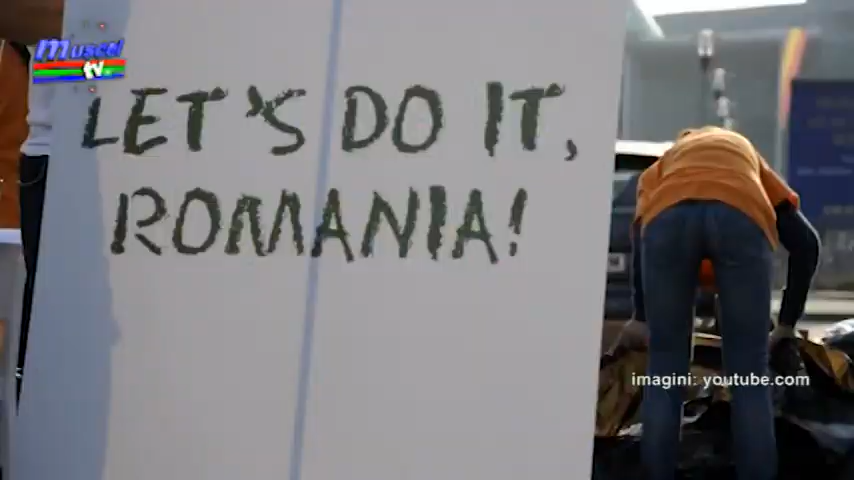 Muscel
tv
LET'S DO IT,
ROMANIA!
imagini: youtube.com